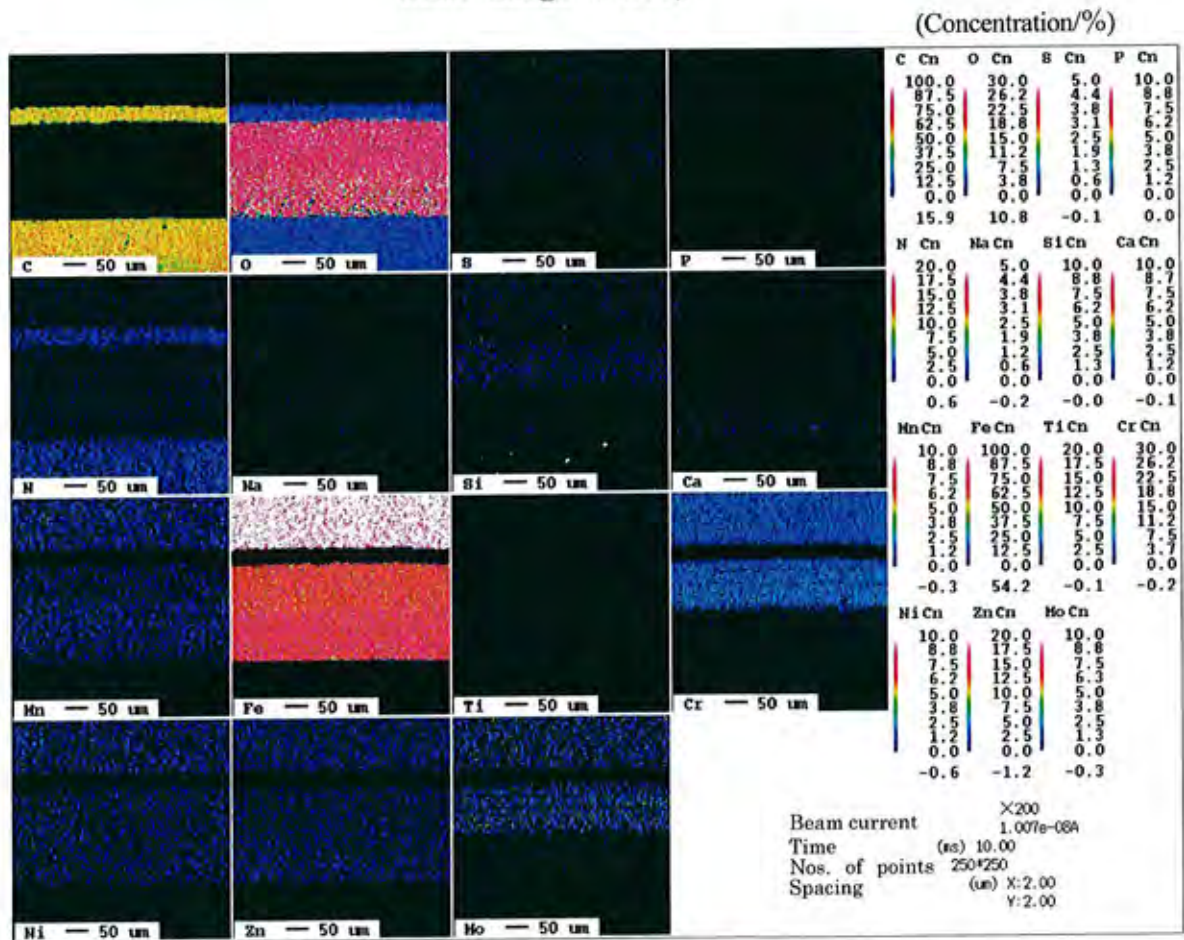 (Concentration/%)
C Cn O Cn S Cn P Cn
100.0 30.0 5.0 10.0
87.5 26.2 4.4 8.8
75.0 22.5 3.8 7.5
62.5 18.8 3.1 6.2
50.0 15.0 2.5 5.0
37.5 11.2 1.9 3.8
25.0 7.5 1.3 2.5
12.5 3.8 0.6 1.2
0.0 0.0 0.0 0.0
15.9 10.8 -0.1 0.0
C 50 um O 50 um S 50 um P 50 um
N Cn Na Cn Si Cn Ca Cn
20.0 5.0 10.0 10.0
17.5 4.4 8.8 8.7
15.0 3.8 7.5 7.5
12.5 3.1 6.2 6.2
10.0 2.5 5.0 5.0
7.5 1.9 3.8 3.8
5.0 1.2 2.5 2.5
2.5 0.6 1.3 1.2
0.0 0.0 0.0 0.0
0.6 -0.2 -0.0 -0.1
N 50 um Na 50 um Si 50 um Ca 50 um
Mn Cn Fe Cn Ti Cn Cr Cn
10.0 100.0 20.0 30.0
8.8 87.5 17.5 26.2
7.5 75.0 15.0 22.5
6.2 62.5 12.5 18.8
5.0 50.0 10.0 15.0
3.8 37.5 7.5 11.2
2.5 25.0 5.0 7.5
1.2 12.5 2.5 3.7
0.0 0.0 0.0 0.0
-0.3 54.2 -0.1 -0.2
Mn 50 um Fe 50 um Ti 50 um Cr 50 um
Ni Cn Zn Cn Mo Cn
10.0 20.0 10.0
8.8 17.5 8.8
7.5 15.0 7.5
6.2 12.5 6.3
5.0 10.0 5.0
3.8 7.5 3.8
2.5 5.0 2.5
1.2 2.5 1.3
0.0 0.0 0.0
-0.6 -1.2 -0.3
×200
Beam current 1.007e-08A
Time (ms) 10.00
Nos. of points 250*250
Spacing (um) X:2.00
Y:2.00
Ni 50 um Zn 50 um Mo 50 um